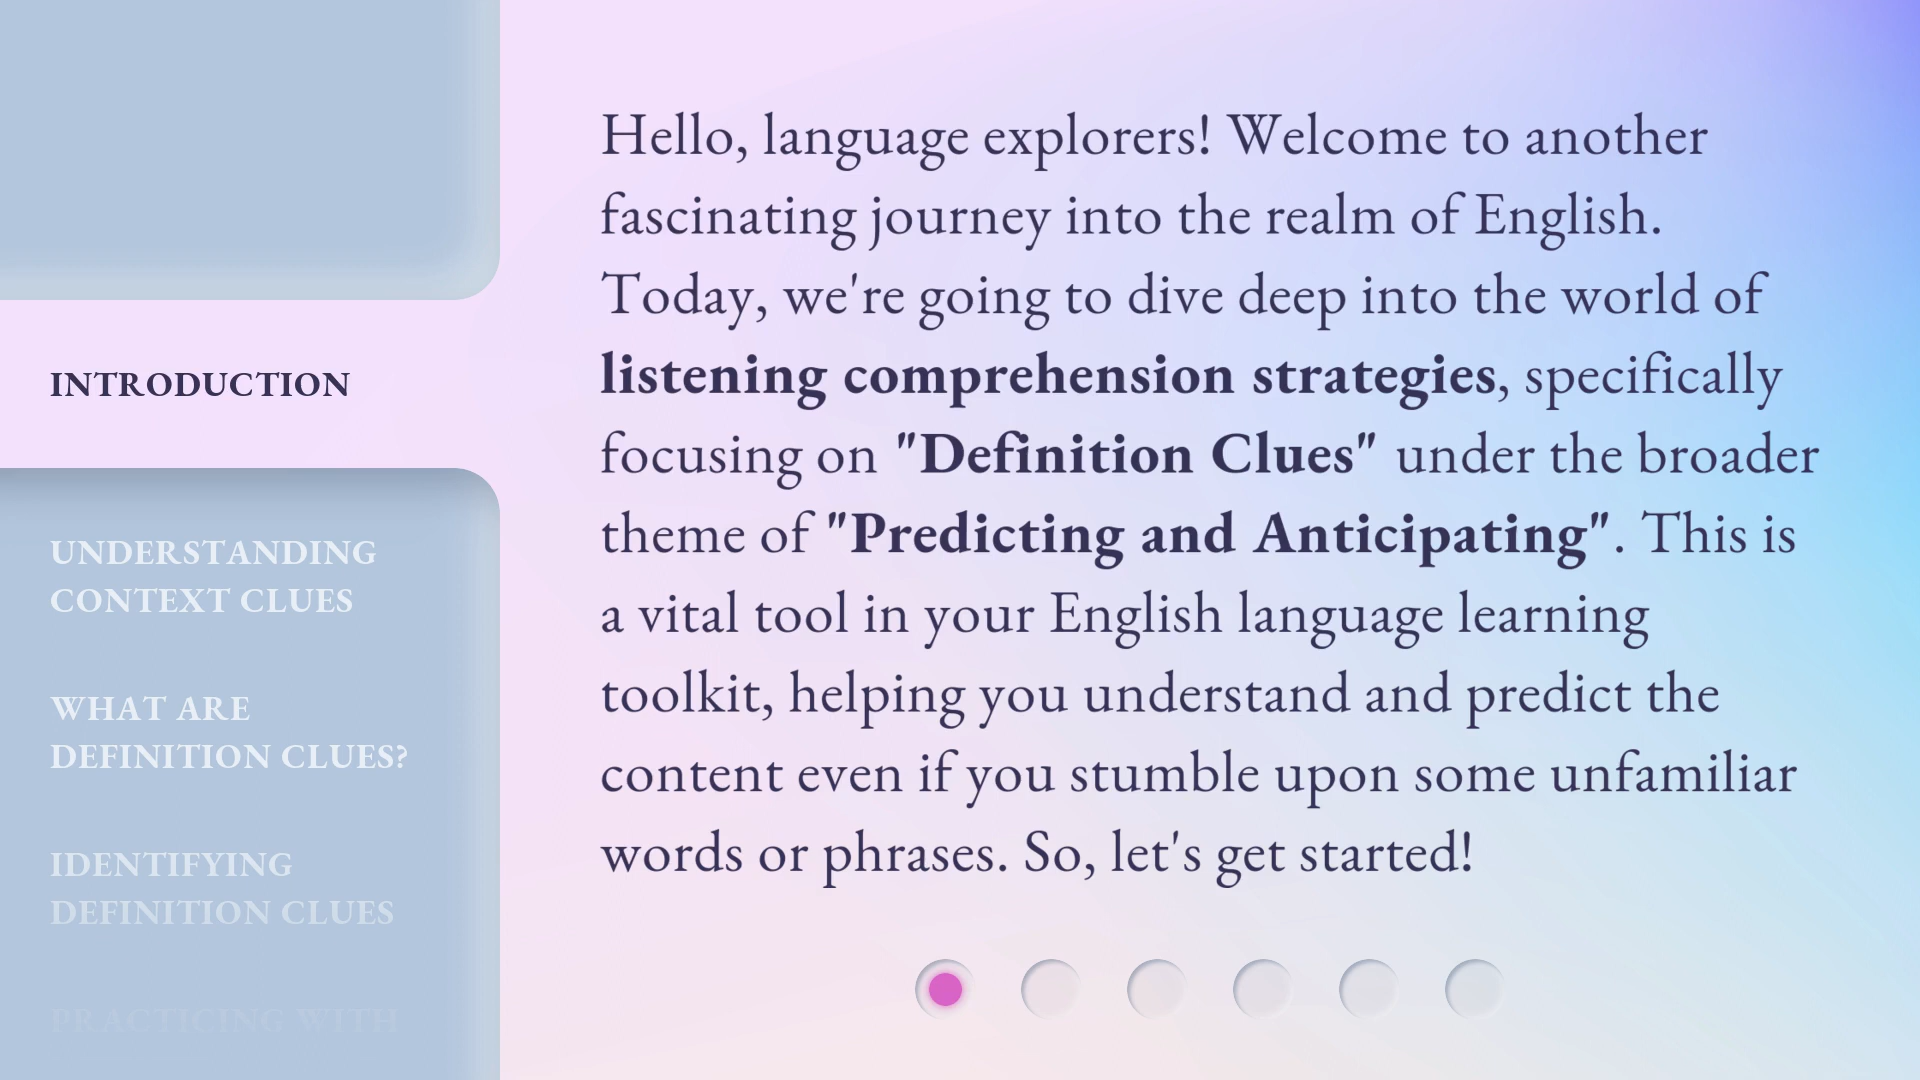 INTRODUCTION
UNDERSTANDING
CONTEXT CLUES
WHAT ARE
DEFINITION CLUES?
IDENTIFYING
DEFINITION CLUES
PRACTICING WITH
Hello, language explorers! Welcome to another
fascinating journey into the realm of English.
Today, we're going to dive deep into the world of
listening comprehension strategies, specifically
focusing on "Definition Clues" under the broader
theme of "Predicting and Anticipating". This is
a vital tool in your English language learning
toolkit, helping you understand and predict the
content even if you stumble upon some unfamiliar
words or phrases. So, let's get started!